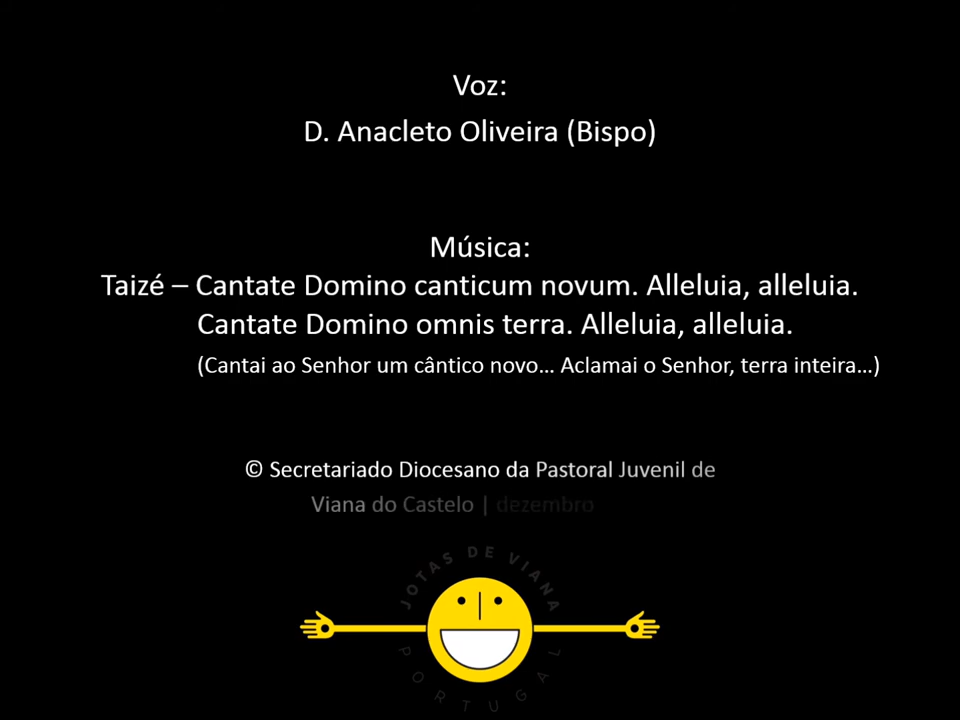 Voz:
D. Anacleto Oliveira (Bispo)
Música:
Taizé – Cantate Domino canticum novum. Alleluia, alleluia.
Cantate Domino omnis terra. Alleluia, alleluia.
(Cantai ao Senhor um cântico novo... Aclamai o Senhor, terra inteira...)
© Secretariado Diocesano da Pastoral Juvenil de
Viana do Castelo | dezembro
JOTAS DE VIANA
PORTUGAL